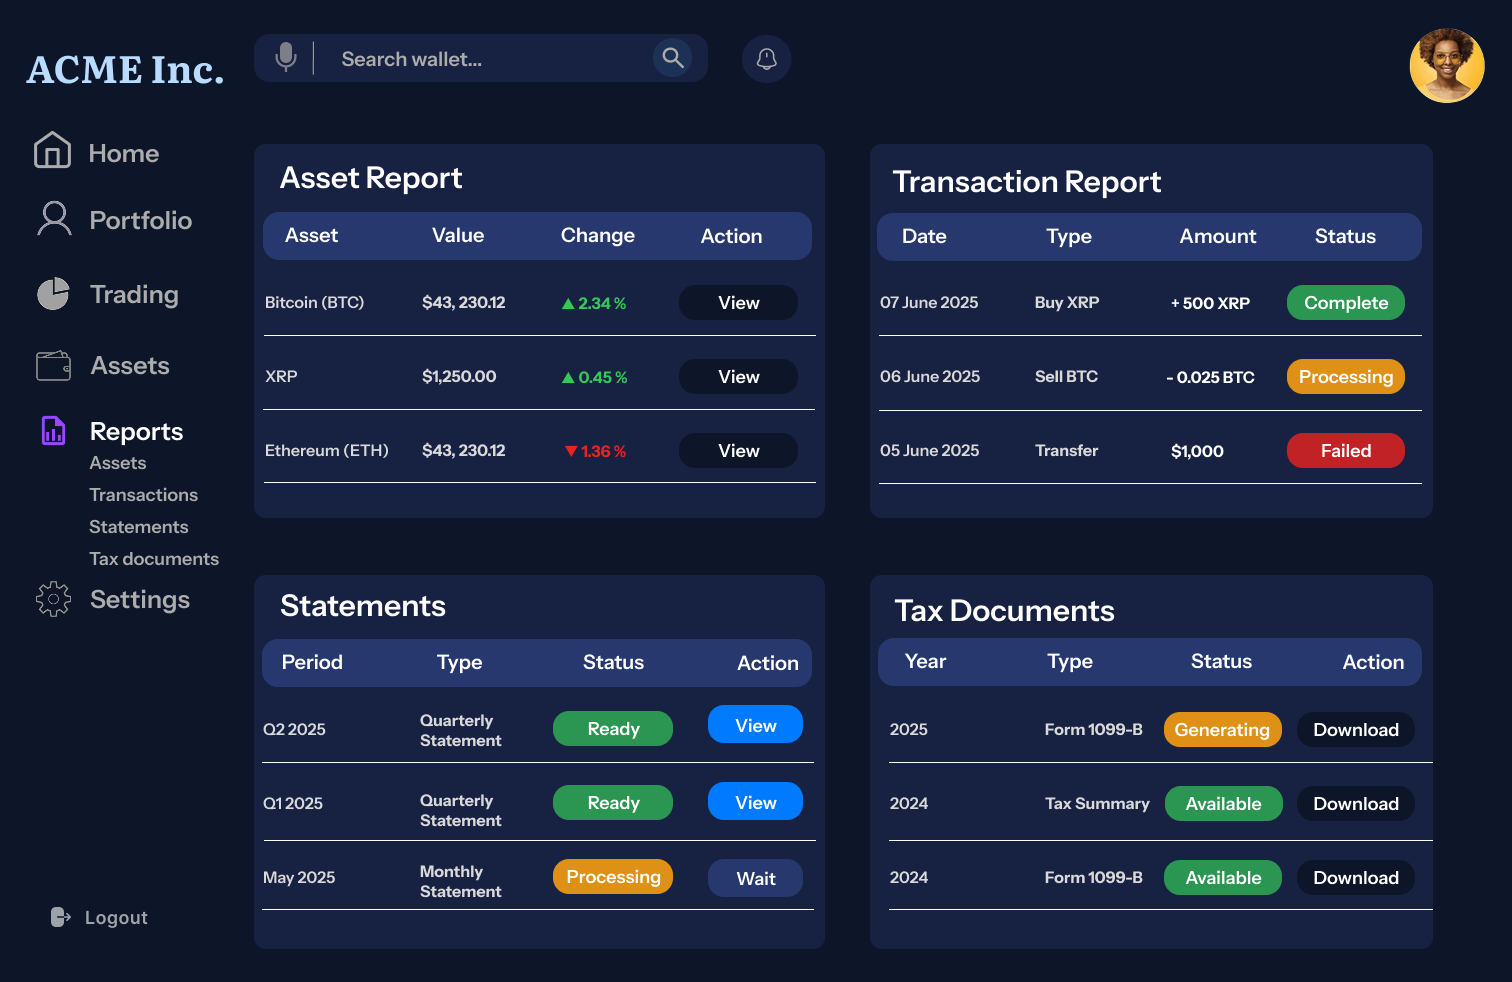 ACME Inc.
Search wallet...
Home
Portfolio
Trading
Assets
Reports
Assets
Transactions
Statements
Tax documents
Settings
Logout
Asset Report
Asset Value Change Action
Bitcoin (BTC) $43, 230.12 ▲ 2.34 % View
XRP $1,250.00 ▲ 0.45 % View
Ethereum (ETH) $43, 230.12 ▼ 1.36 % View
Transaction Report
Date Type Amount Status
07 June 2025 Buy XRP + 500 XRP Complete
06 June 2025 Sell BTC - 0.025 BTC Processing
05 June 2025 Transfer $1,000 Failed
Statements
Period Type Status Action
Q2 2025 Quarterly Statement Ready View
Q1 2025 Quarterly Statement Ready View
May 2025 Monthly Statement Processing Wait
Tax Documents
Year Type Status Action
2025 Form 1099-B Generating Download
2024 Tax Summary Available Download
2024 Form 1099-B Available Download